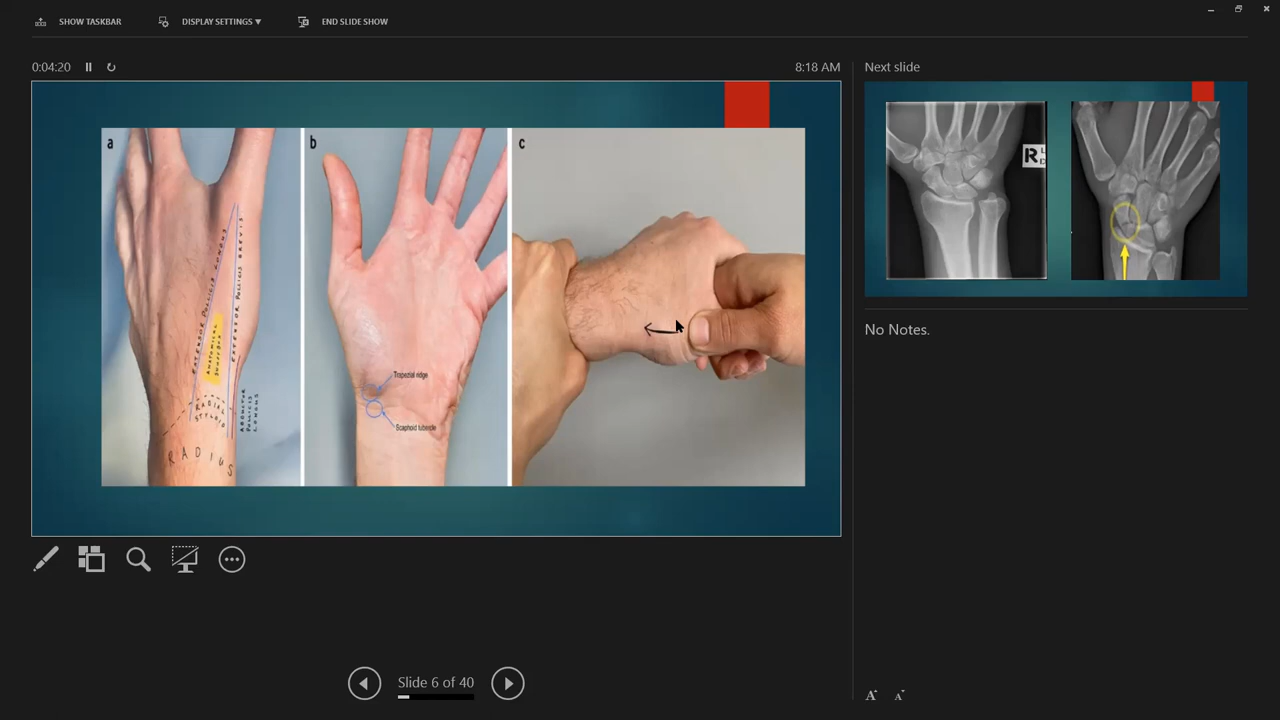 SHOW TASKBAR
DISPLAY SETTINGS ▼
END SLIDE SHOW
0:04:20
8:18 AM
Next slide
a
b
c
EXTENSOR POLLICIS LONGUS
ANATOMICAL
SNUFFBOX
EXTENSOR POLLICIS BREVIS
ABDUCTOR
POLLICIS
LONGUS
RADIAL
STYLOID
RADIUS
Trapezial ridge
Scaphoid tubercle
R
No Notes.
Slide 6 of 40
A
A